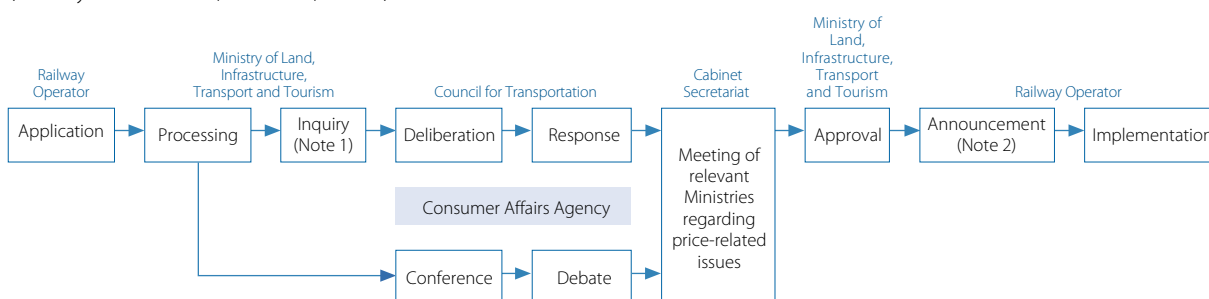 Railway
Operator
Ministry of Land,
Infrastructure,
Transport and Tourism
Council for Transportation
Cabinet
Secretariat
Ministry of
Land,
Infrastructure,
Transport
and Tourism
Railway Operator
Application
Processing
Inquiry
(Note 1)
Deliberation
Response
Meeting of
relevant
Ministries
regarding
price-related
issues
Approval
Announcement
(Note 2)
Implementation
Consumer Affairs Agency
Conference
Debate